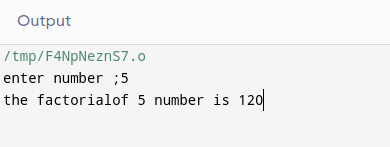 Output
/tmp/F4NpNeznS7.o
enter number ;5
the factorialof 5 number is 120